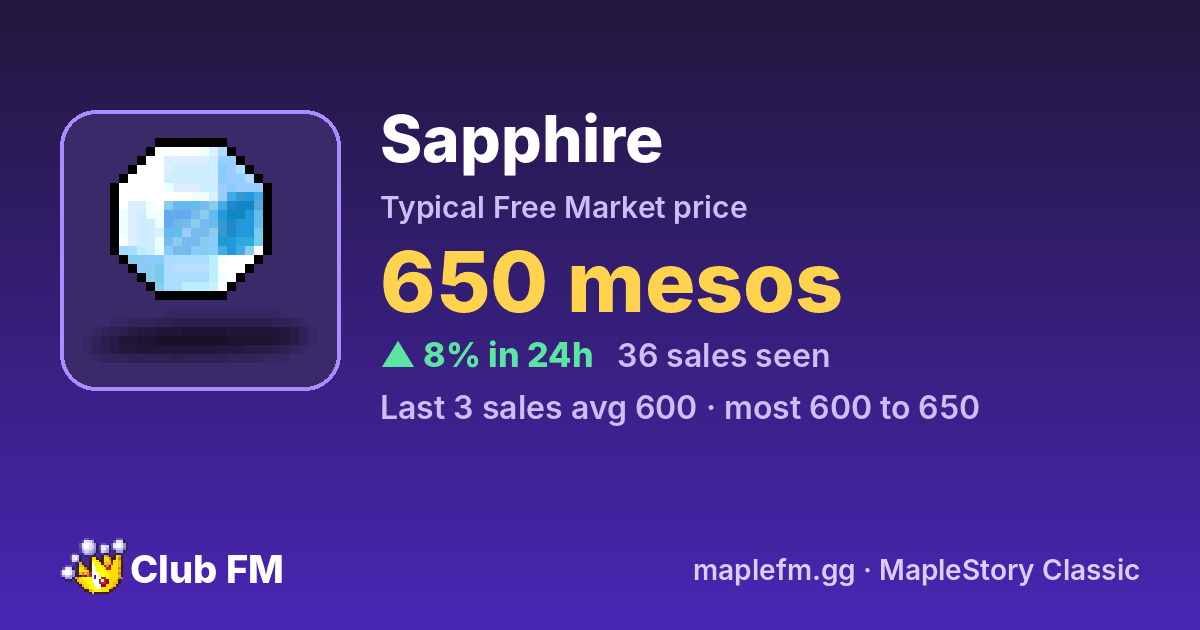 Sapphire
Typical Free Market price
650 mesos
▲ 8% in 24h 36 sales seen
Last 3 sales avg 600 · most 600 to 650
Club FM
maplefm.gg · MapleStory Classic